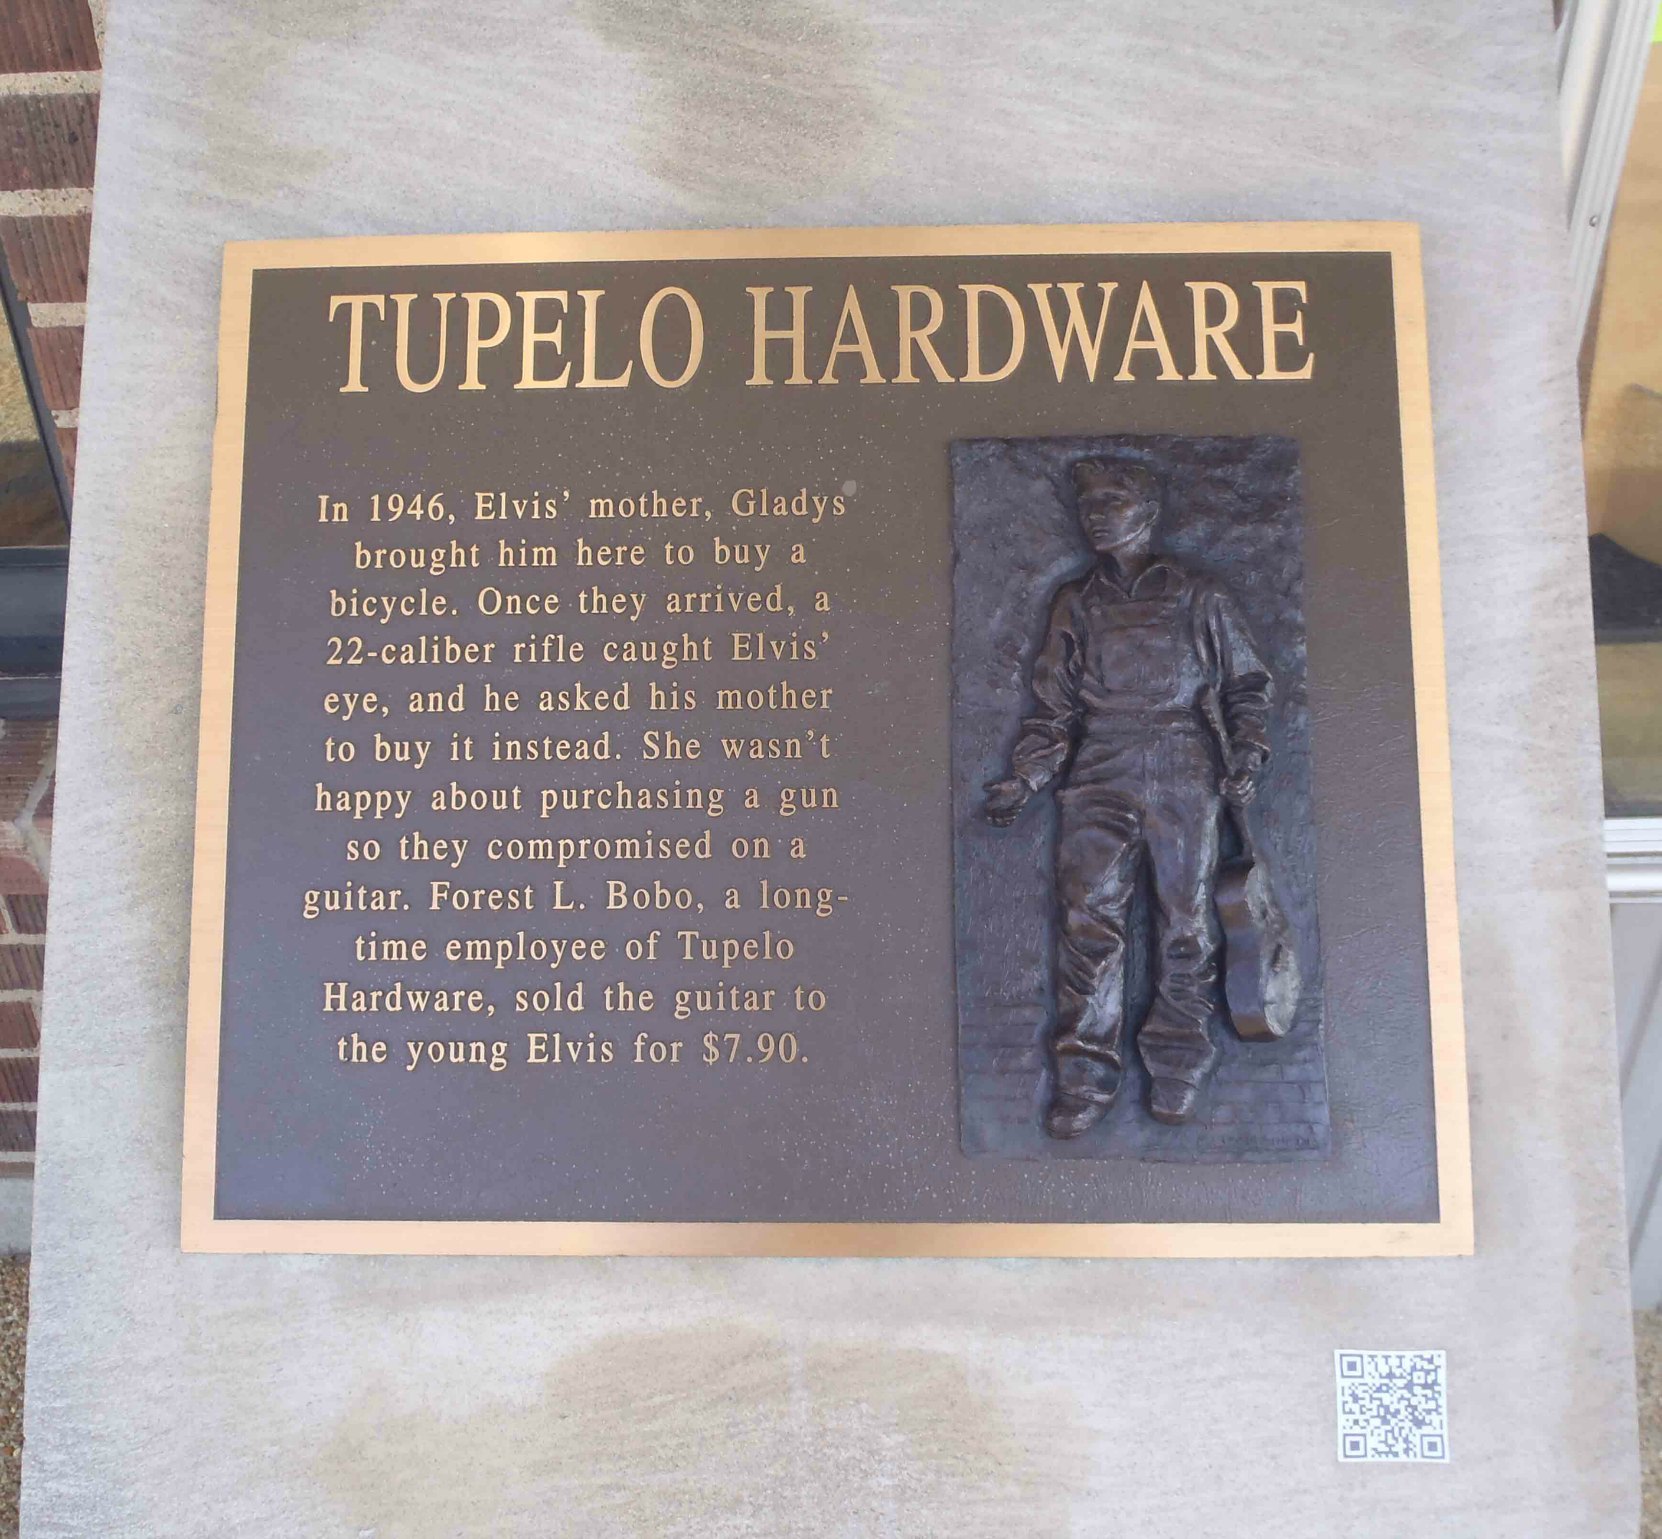 TUPELO HARDWARE
In 1946, Elvis’ mother, Gladys
brought him here to buy a
bicycle. Once they arrived, a
22-caliber rifle caught Elvis’
eye, and he asked his mother
to buy it instead. She wasn’t
happy about purchasing a gun
so they compromised on a
guitar. Forest L. Bobo, a long-
time employee of Tupelo
Hardware, sold the guitar to
the young Elvis for $7.90.